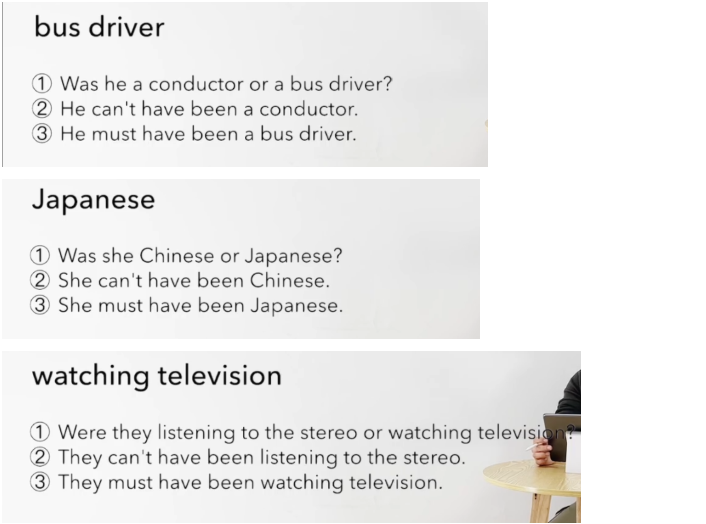 bus driver
① Was he a conductor or a bus driver?
② He can't have been a conductor.
③ He must have been a bus driver.
Japanese
① Was she Chinese or Japanese?
② She can't have been Chinese.
③ She must have been Japanese.
watching television
① Were they listening to the stereo or watching television?
② They can't have been listening to the stereo.
③ They must have been watching television.